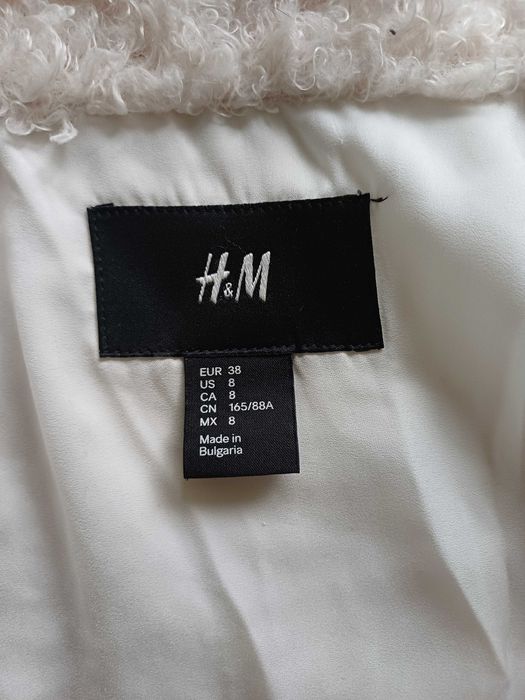 H&M
EUR 38
US 8
CA 8
CN 165/88A
MX 8
Made in
Bulgaria